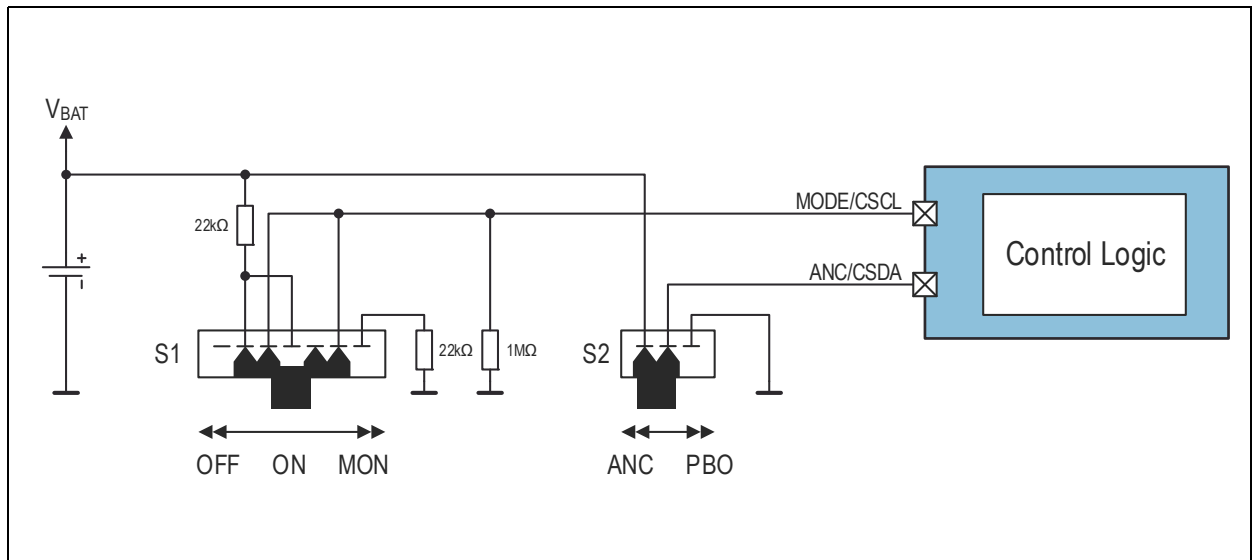 VBAT
MODE/CSCL
22kΩ
Control Logic
+
ANC/CSDA
S1
22kΩ
1MΩ
S2
OFF ON MON
ANC PBO